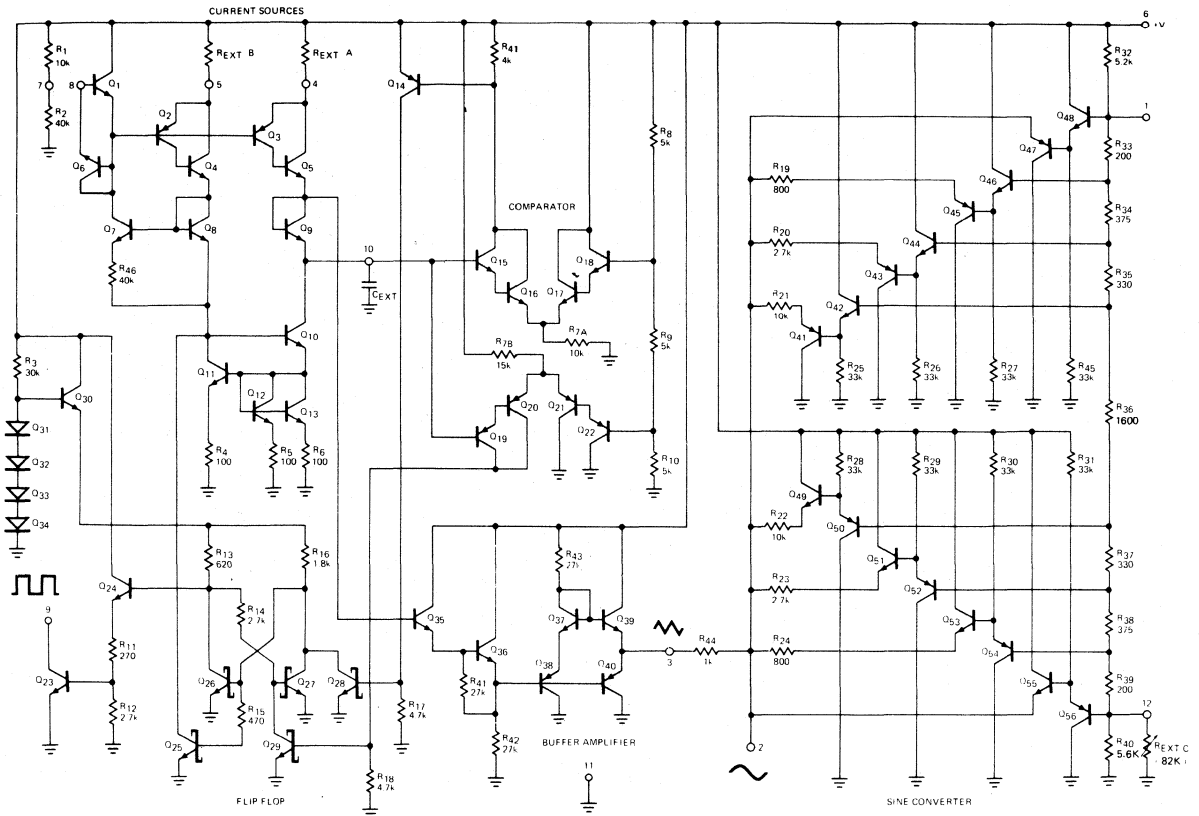 CURRENT SOURCES
6
+V
R1
10k
REXT B
REXT A
R41
4k
R32
5.2k
7
8
Q1
5
4
Q14
R2
40k
Q2
Q3
R8
5k
Q48
1
Q47
R33
200
Q6
Q4
Q5
R19
800
Q46
COMPARATOR
Q45
R34
375
Q7
Q8
Q9
R20
2.7k
Q44
10
Q15
Q18
R46
40k
CEXT
Q16
Q17
Q43
R35
330
R21
10k
Q42
R7A
10k
R9
5k
Q10
Q41
R7B
15k
R3
30k
Q11
R25
33k
R26
33k
R27
33k
R45
33k
Q30
Q12
Q13
Q20
Q21
R36
1600
Q31
Q19
Q22
Q32
R4
100
R5
100
R6
100
R10
5k
R28
33k
R29
33k
R30
33k
R31
33k
Q33
Q49
Q34
R22
10k
Q50
R13
620
R16
1.8k
R43
27k
Q51
R37
330
Q24
R23
2.7k
Q52
9
R14
2.7k
Q35
Q37
Q39
Q53
R38
375
R11
270
Q36
R44
1k
R24
800
Q54
3
Q23
Q26
Q27
Q28
R41
27k
Q38
Q40
Q55
R39
200
R12
2.7k
R15
470
R17
4.7k
Q56
12
Q25
Q29
R42
27k
BUFFER AMPLIFIER
2
R40
5.6K
REXT C
82K
R18
4.7k
11
FLIP FLOP
SINE CONVERTER